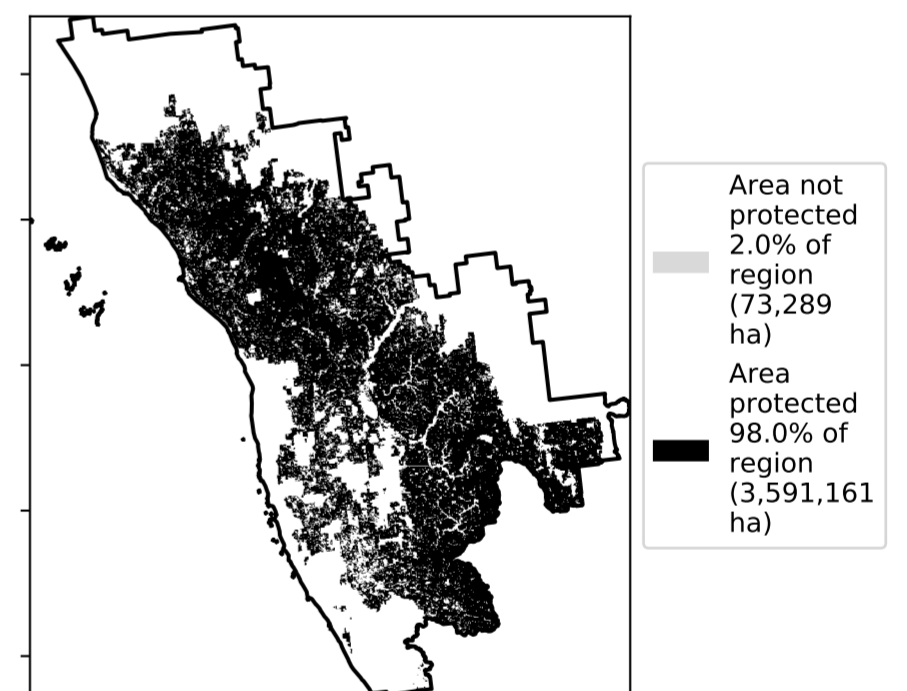 Area not
protected
2.0% of
region
(73,289
ha)
Area
protected
98.0% of
region
(3,591,161
ha)